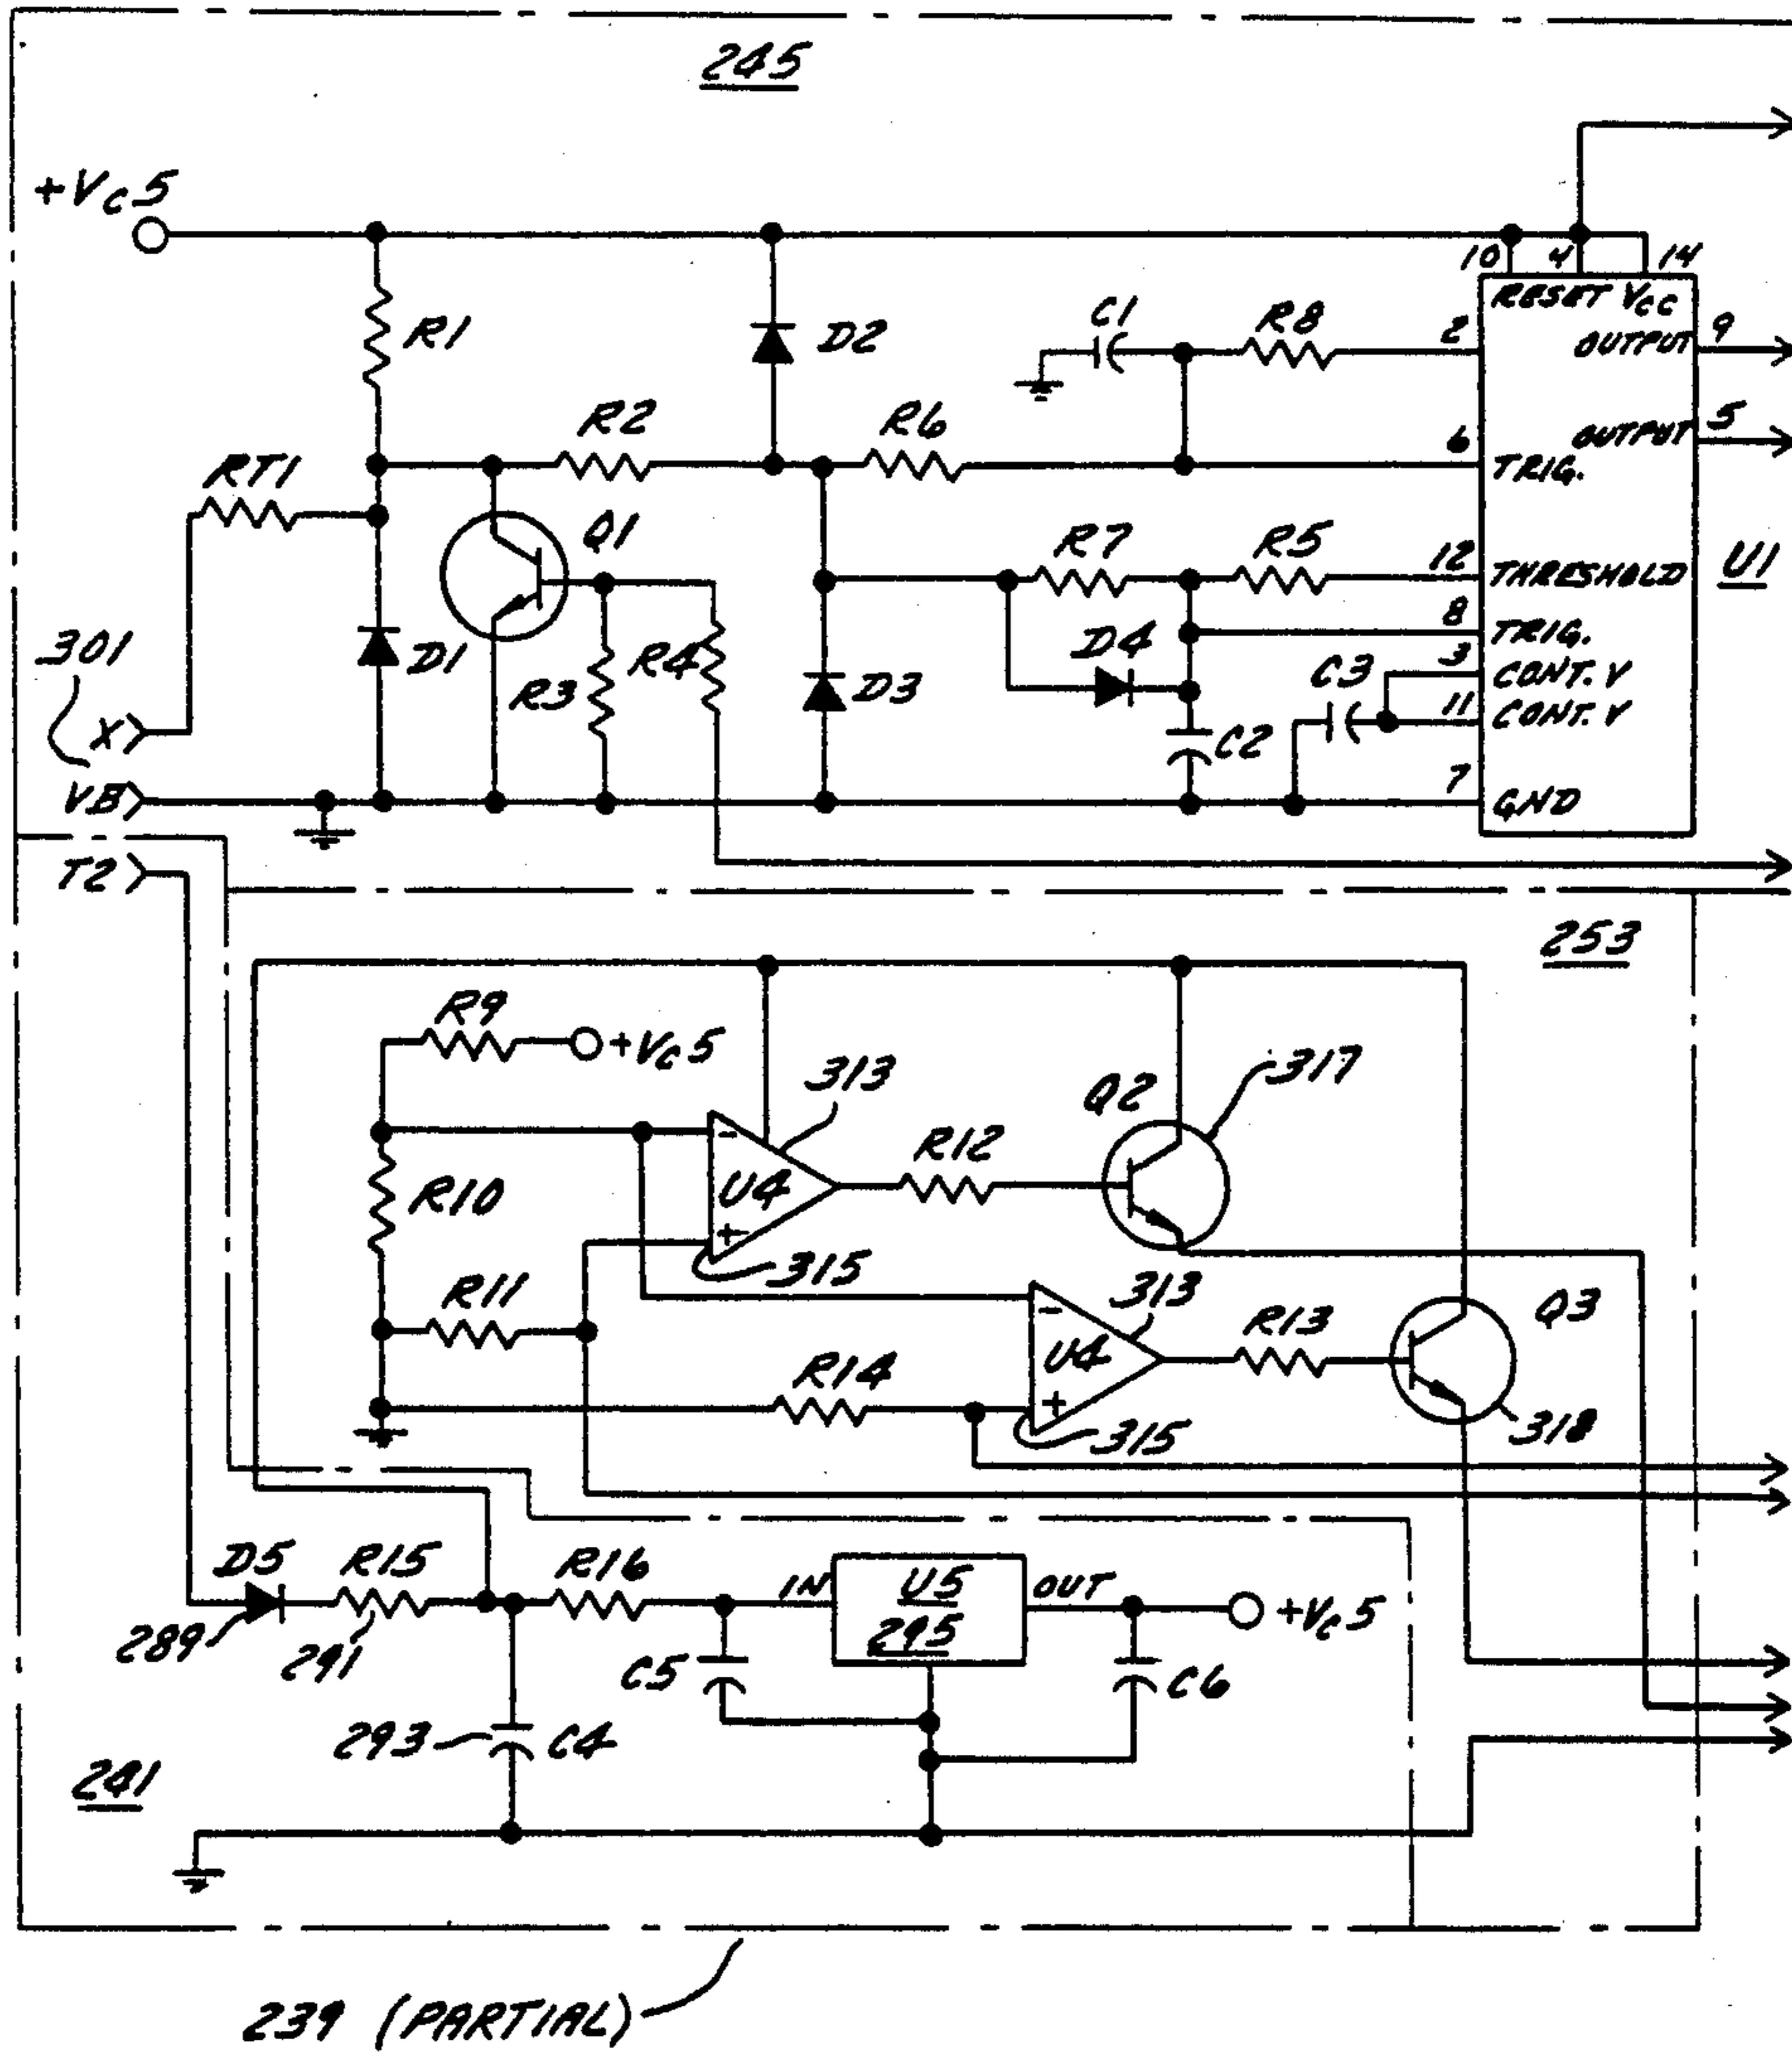 245
+Vc5
10 4 14
RESET Vcc
R1
D2
C1
R8
2
OUTPUT 9
R2
R6
6
OUTPUT 5
TRIG.
RT1
Q1
R7
R5
12
THRESHOLD
U1
8
TRIG.
301
D1
R3
R4
D3
D4
C3
3
CONT.V
11
CONT.V
C2
X
VB
7
GND
T2
253
R9
+Vc5
313
Q2
317
R12
-
U4
+
R10
315
R11
313
-
U4
+
R13
Q3
R14
315
318
D5
R15
R16
IN
U5
295
OUT
+Vc5
289
291
C5
C6
293
C4
241
239 (PARTIAL)